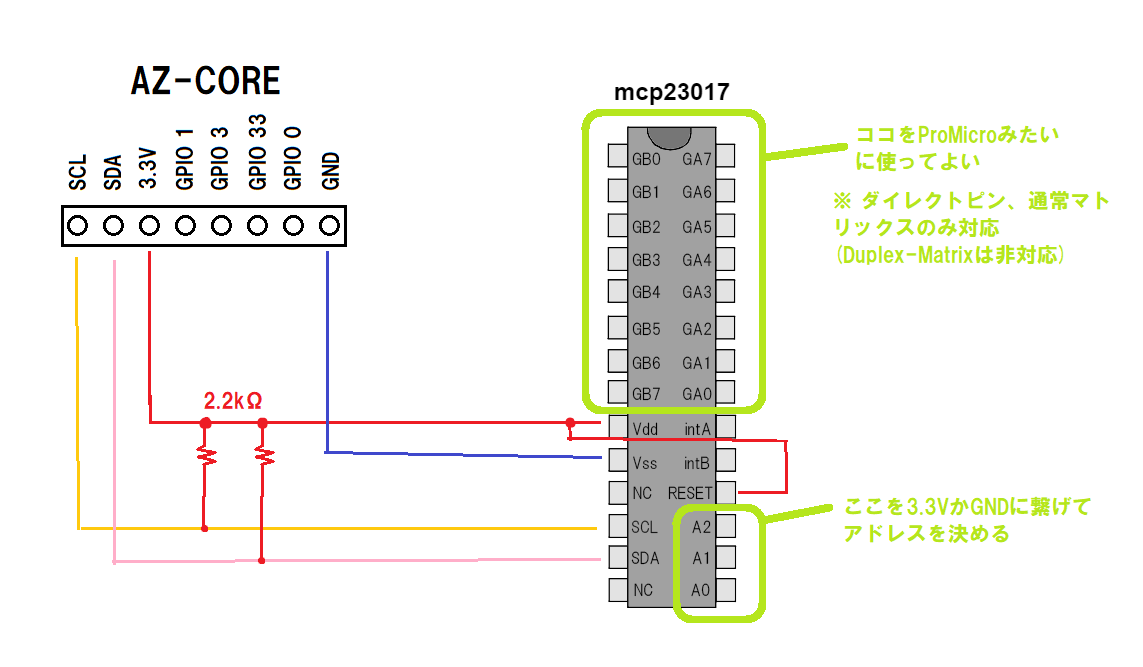 AZ-CORE
SCL
SDA
3.3V
GPIO 1
GPIO 3
GPIO 33
GPIO 0
GND
2.2kΩ
mcp23017
GB0 GA7
GB1 GA6
GB2 GA5
GB3 GA4
GB4 GA3
GB5 GA2
GB6 GA1
GB7 GA0
Vdd intA
Vss intB
NC RESET
SCL A2
SDA A1
NC A0
ココをProMicroみたい
に使ってよい
※ ダイレクトピン、通常マト
リックスのみ対応
(Duplex-Matrixは非対応)
ここを3.3VかGNDに繋げて
アドレスを決める